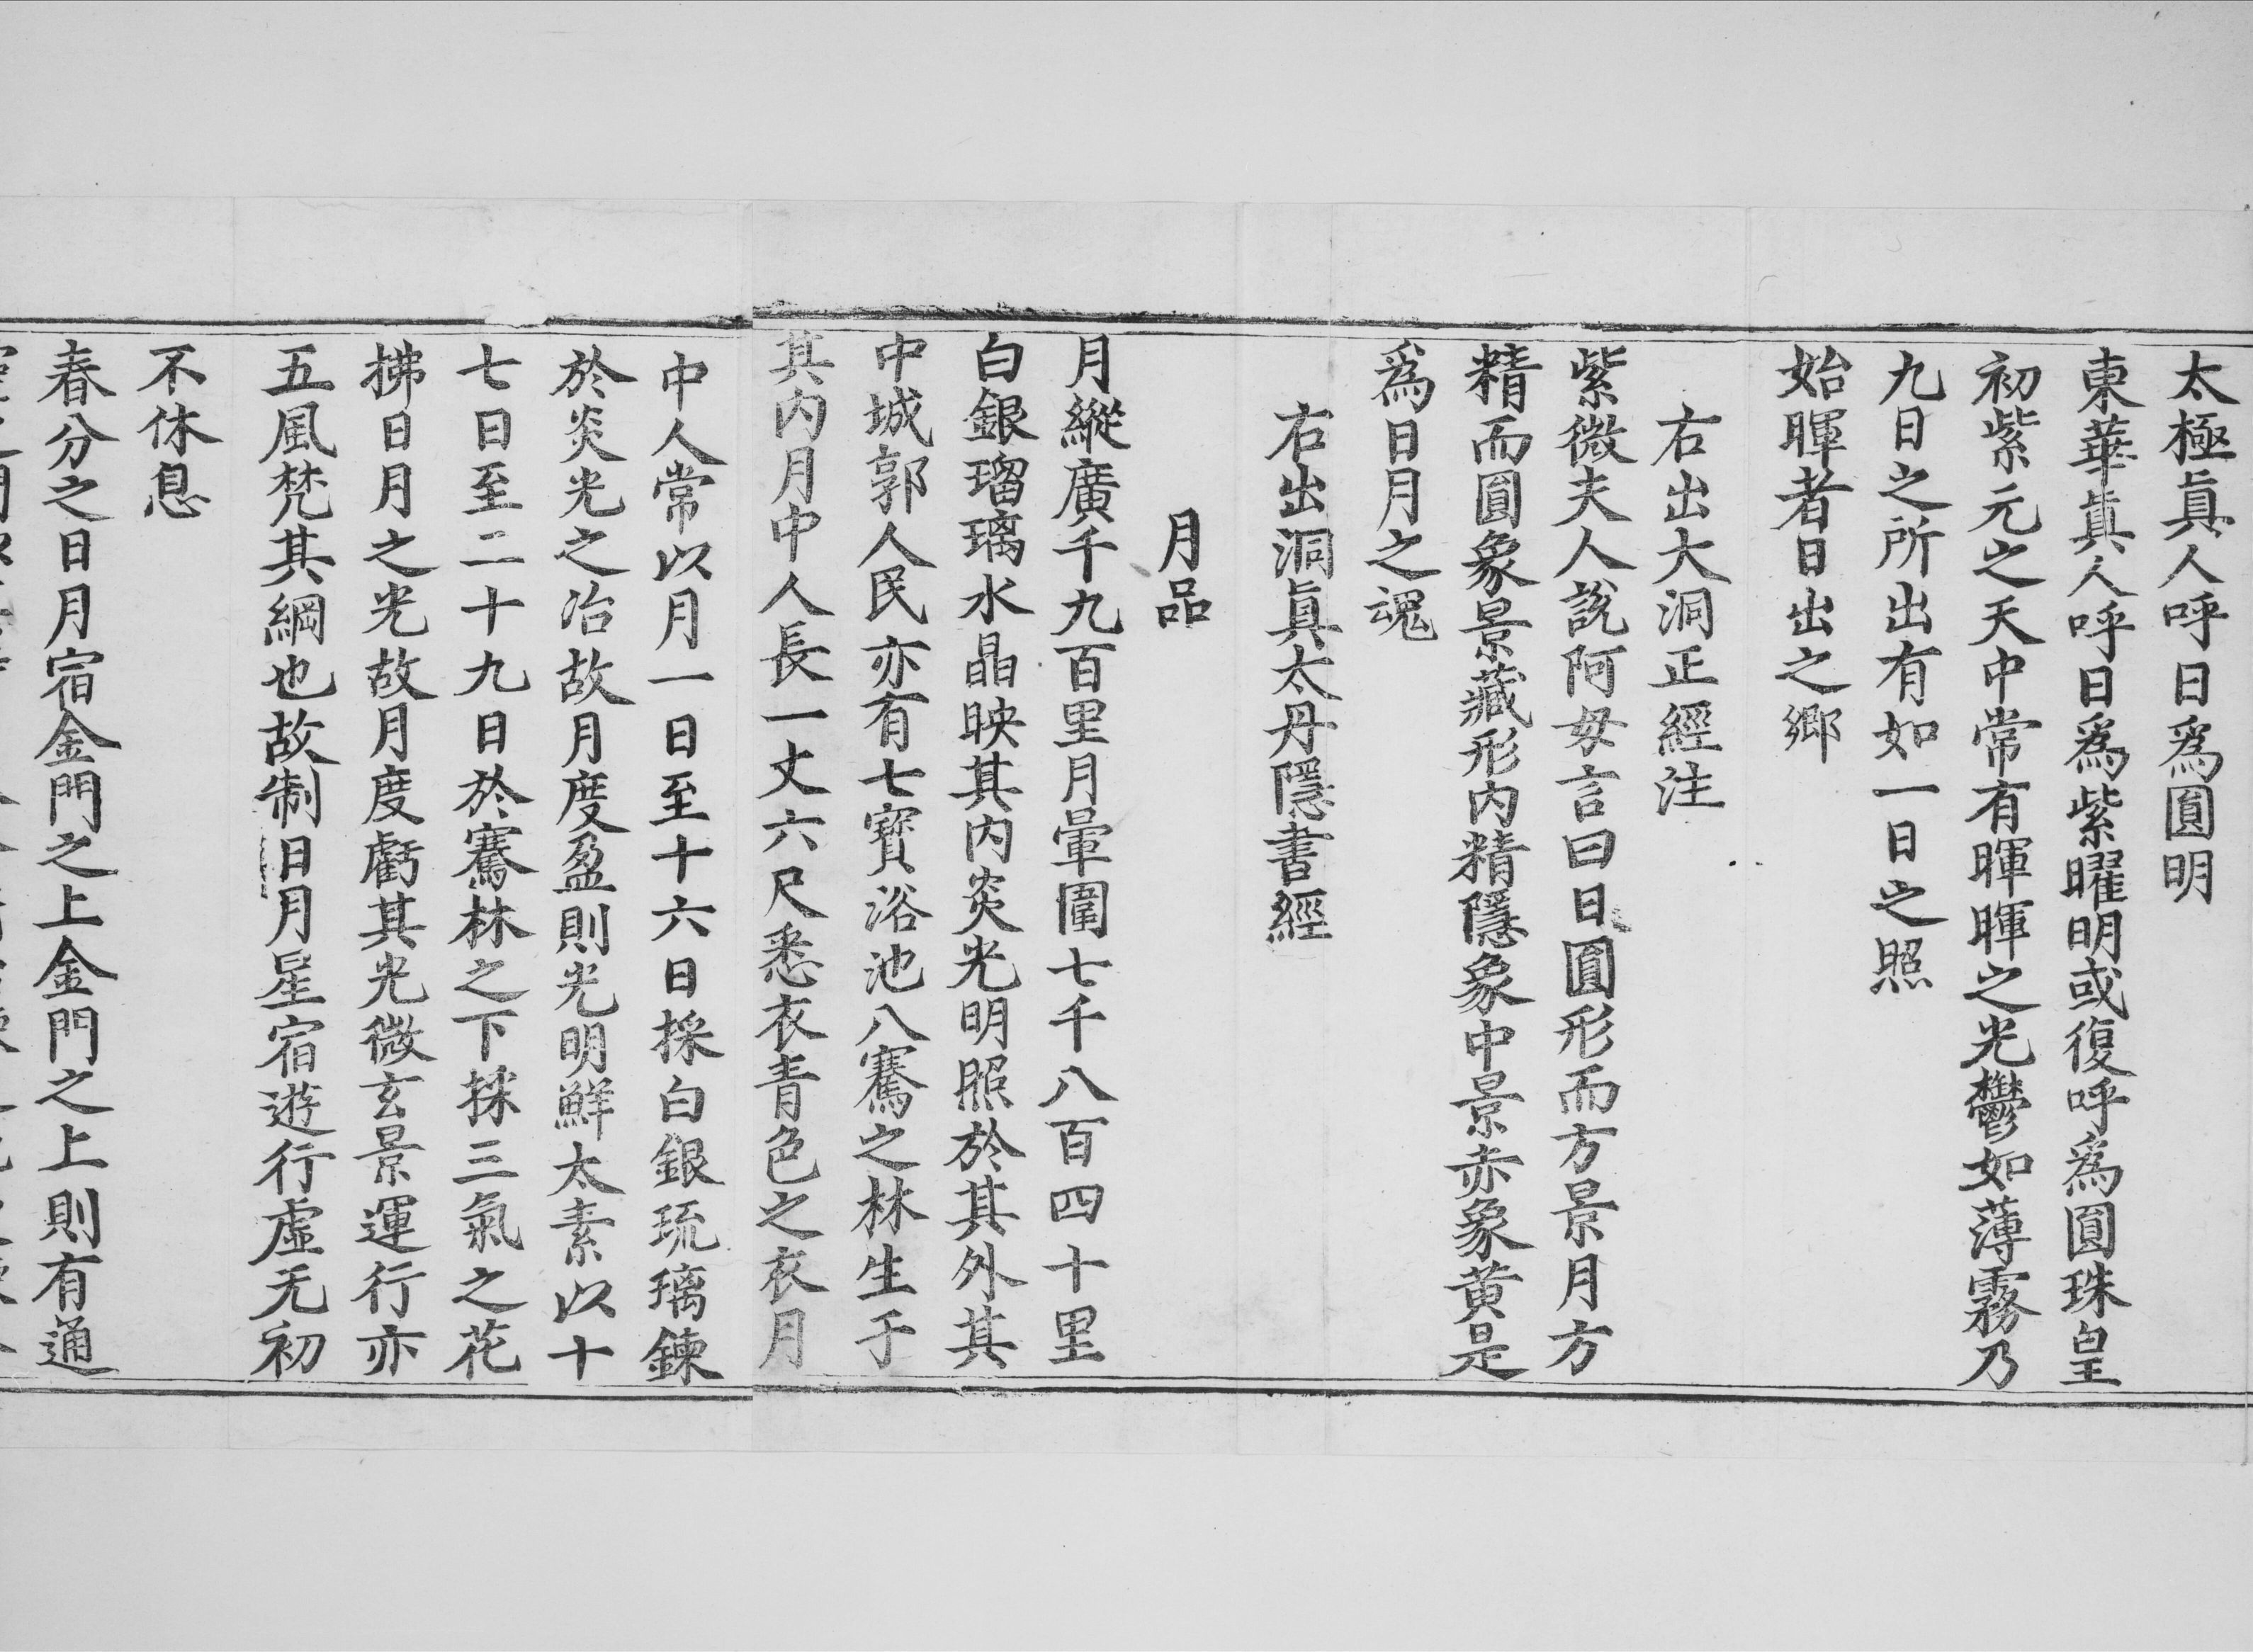 太極眞人呼日爲圓明
東華眞人呼日爲紫曜明或復呼爲圓珠皇
初紫元之天中常有暉暉之光鬱如薄霧乃
九日之所出有如一日之照
始暉者日出之鄉
右出大洞正經注
紫微夫人說阿母言曰日圓形而方景月方
精而圓象景藏形内精隱象中景赤象黄是
爲日月之魂
右出洞眞太丹隱書經
月品
月縱廣千九百里月暈圍七千八百四十里
白銀瑠璃水晶映其内炎光明照於其外其
中城郭人民亦有七寶浴池八騫之林生于
其内月中人長一丈六尺悉衣青色之衣月
中人常以月一日至十六日採白銀琉璃鍊
於炎光之冶故月度盈則光明鮮太素以十
七日至二十九日於騫林之下採三氣之花
拂日月之光故月度虧其光微玄景運行亦
五風梵其綱也故制日月星宿遊行虛无初
不休息
春分之日月宿金門之上金門之上則有通